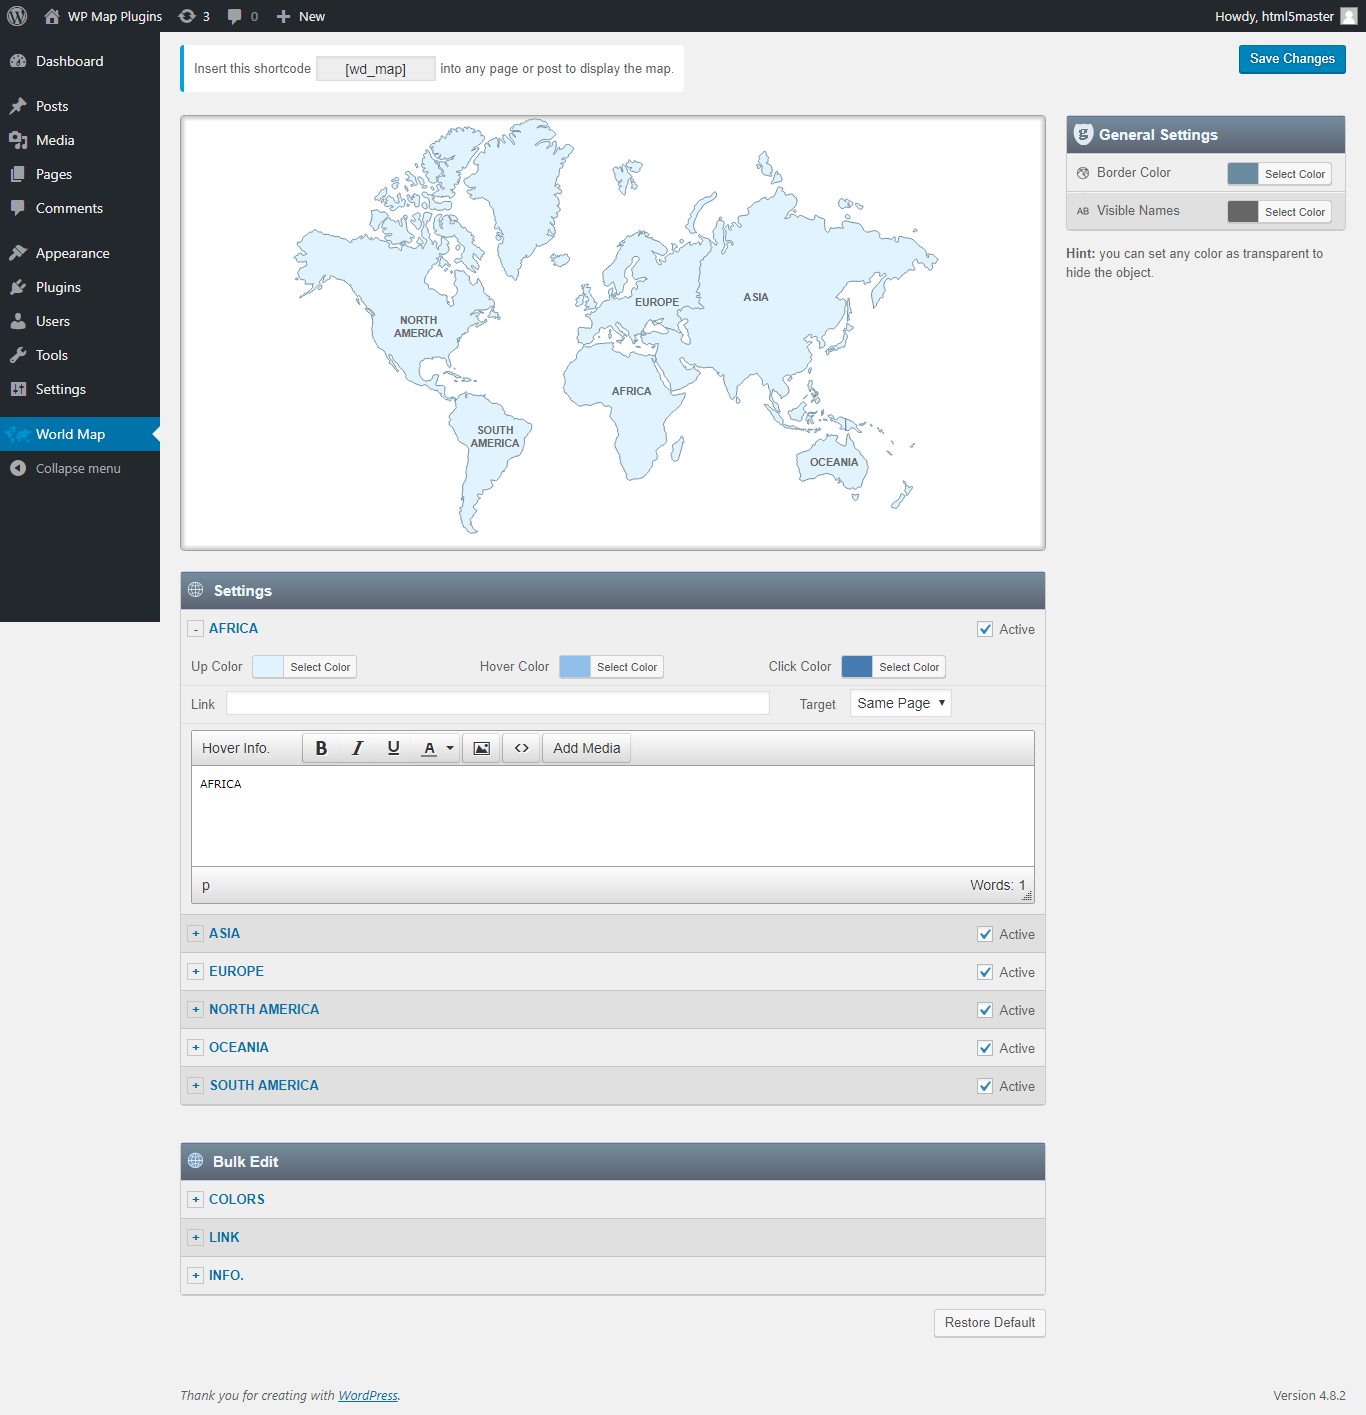 WP Map Plugins 3 0 New Howdy, html5master
Dashboard
Posts
Media
Pages
Comments
Appearance
Plugins
Users
Tools
Settings
World Map
Collapse menu
Insert this shortcode [wd_map] into any page or post to display the map.
Save Changes
NORTH
AMERICA
EUROPE
ASIA
AFRICA
SOUTH
AMERICA
OCEANIA
g General Settings
Border Color Select Color
AB Visible Names Select Color
Hint: you can set any color as transparent to
hide the object.
Settings
- AFRICA Active
Up Color Select Color Hover Color Select Color Click Color Select Color
Link Target Same Page
Hover Info. B I U A <> Add Media
AFRICA
p Words: 1
+ ASIA Active
+ EUROPE Active
+ NORTH AMERICA Active
+ OCEANIA Active
+ SOUTH AMERICA Active
Bulk Edit
+ COLORS
+ LINK
+ INFO.
Restore Default
Thank you for creating with WordPress. Version 4.8.2